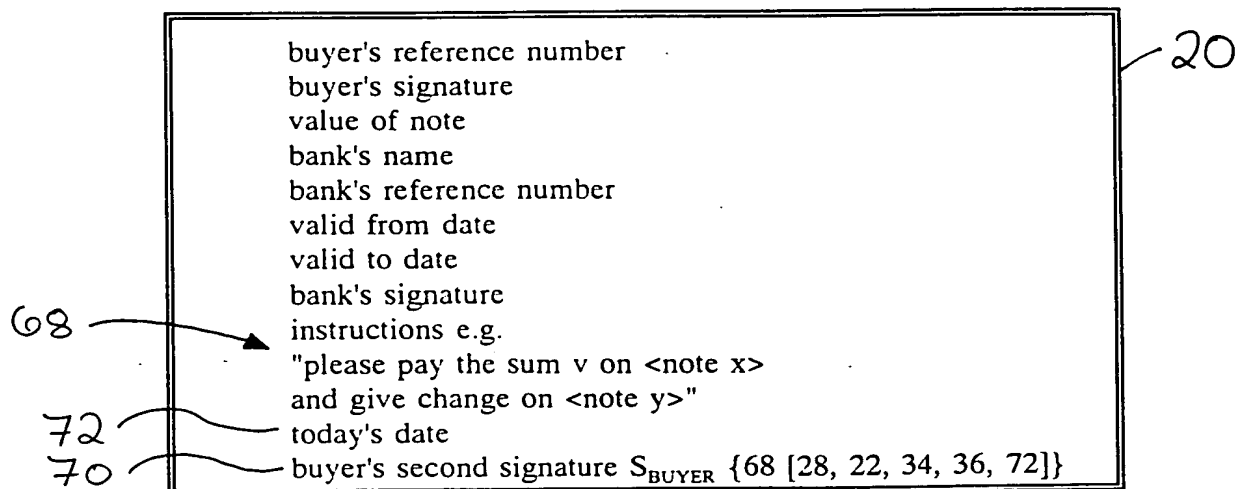 20
buyer's reference number
buyer's signature
value of note
bank's name
bank's reference number
valid from date
valid to date
bank's signature
68
instructions e.g.
"please pay the sum v on <note x>
and give change on <note y>"
72
today's date
70
buyer's second signature S_BUYER {68 [28, 22, 34, 36, 72]}